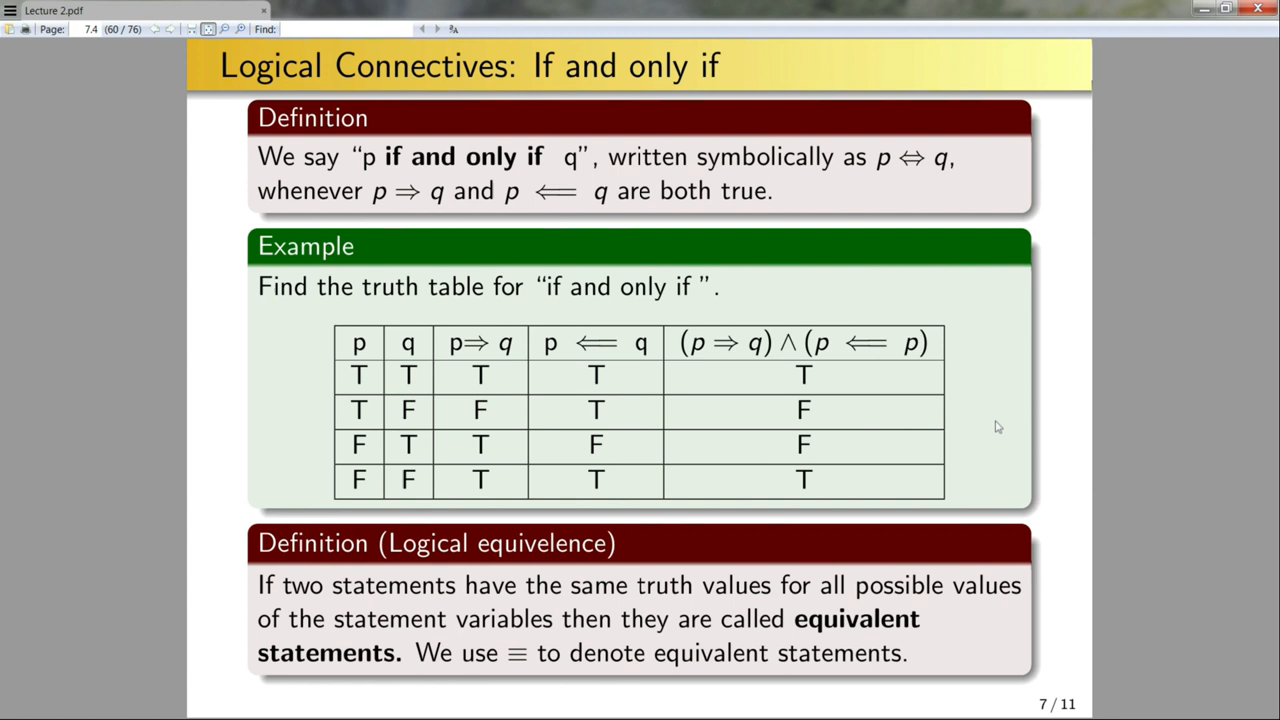 Lecture 2.pdf
Page: 7.4 (60 / 76) Find:
Logical Connectives: If and only if
Definition
We say “p if and only if q”, written symbolically as p ⇔ q,
whenever p ⇒ q and p ⟸ q are both true.
Example
Find the truth table for “if and only if ”.
p q p⇒ q p ⟸ q (p ⇒ q) ∧ (p ⟸ p)
T T T T T
T F F T F
F T T F F
F F T T T
Definition (Logical equivelence)
If two statements have the same truth values for all possible values
of the statement variables then they are called equivalent
statements. We use ≡ to denote equivalent statements.
7 / 11